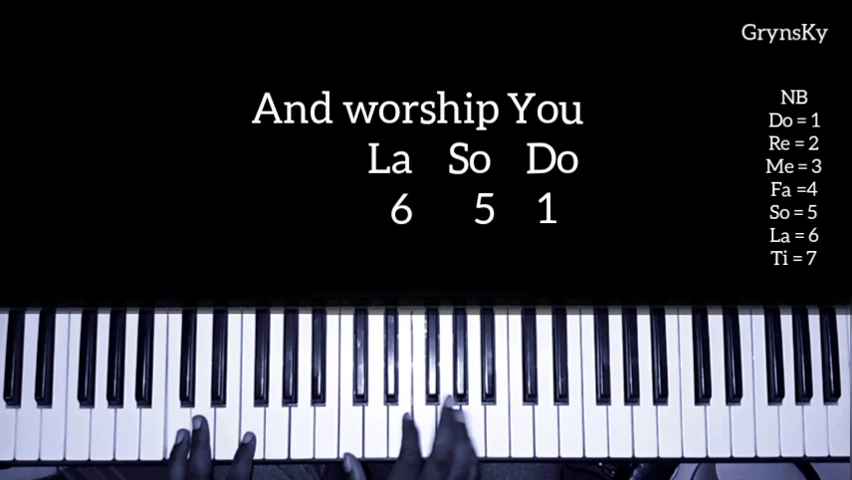 GrynsKy
And worship You
La So Do
6 5 1
NB
Do = 1
Re = 2
Me = 3
Fa =4
So = 5
La = 6
Ti = 7